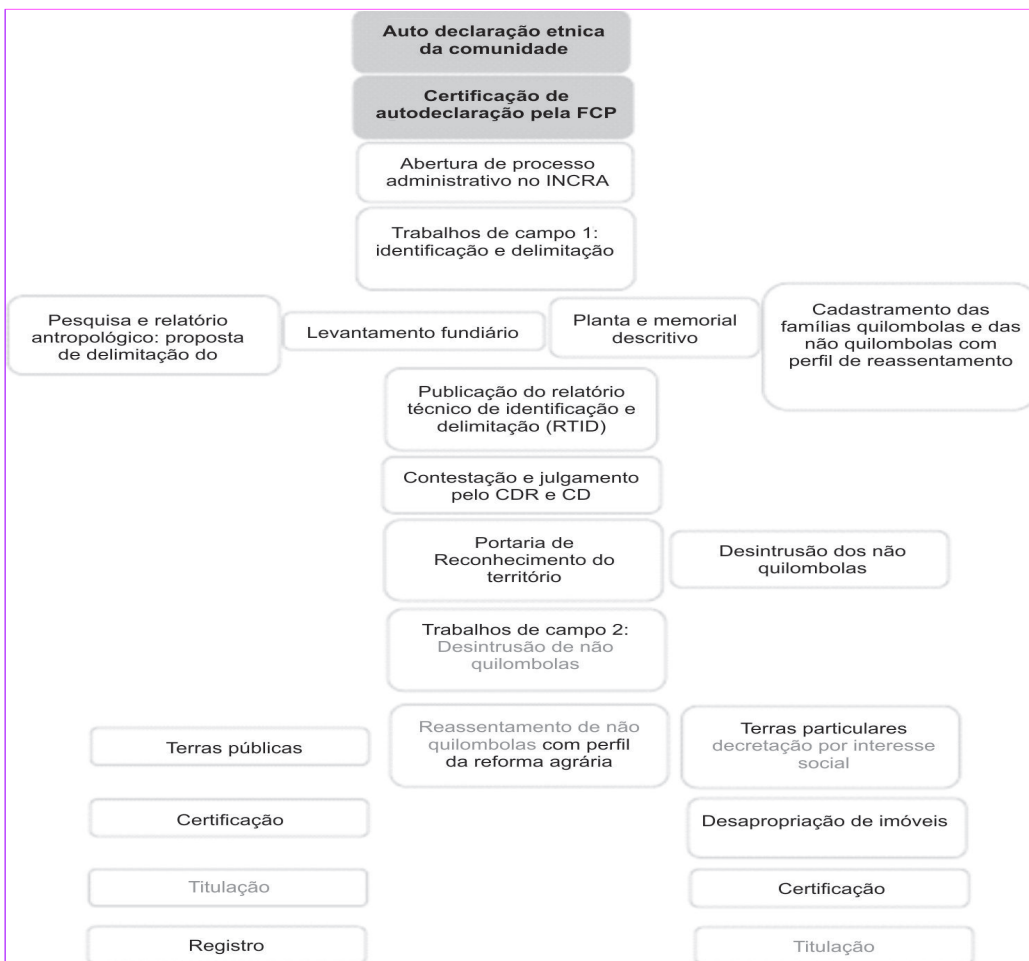 Auto declaração etnica
da comunidade
Certificação de
autodeclaração pela FCP
Abertura de processo
administrativo no INCRA
Trabalhos de campo 1:
identificação e delimitação
Pesquisa e relatório
antropológico: proposta
de delimitação do
Levantamento fundiário
Planta e memorial
descritivo
Cadastramento das
famílias quilombolas e das
não quilombolas com
perfil de reassentamento
Publicação do relatório
técnico de identificação e
delimitação (RTID)
Contestação e julgamento
pelo CDR e CD
Portaria de
Reconhecimento do
território
Desintrusão dos não
quilombolas
Trabalhos de campo 2:
Desintrusão de não
quilombolas
Terras públicas
Reassentamento de não
quilombolas com perfil
da reforma agrária
Terras particulares
decretação por interesse
social
Certificação
Desapropriação de imóveis
Titulação
Certificação
Registro
Titulação